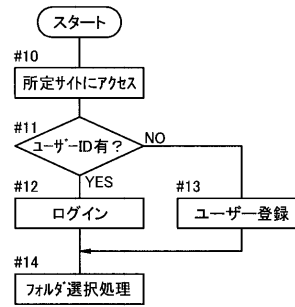 スタート
#10
所定サイトにアクセス
#11
ユーザーID有？
NO
YES
#12
ログイン
#13
ユーザー登録
#14
フォルダ選択処理